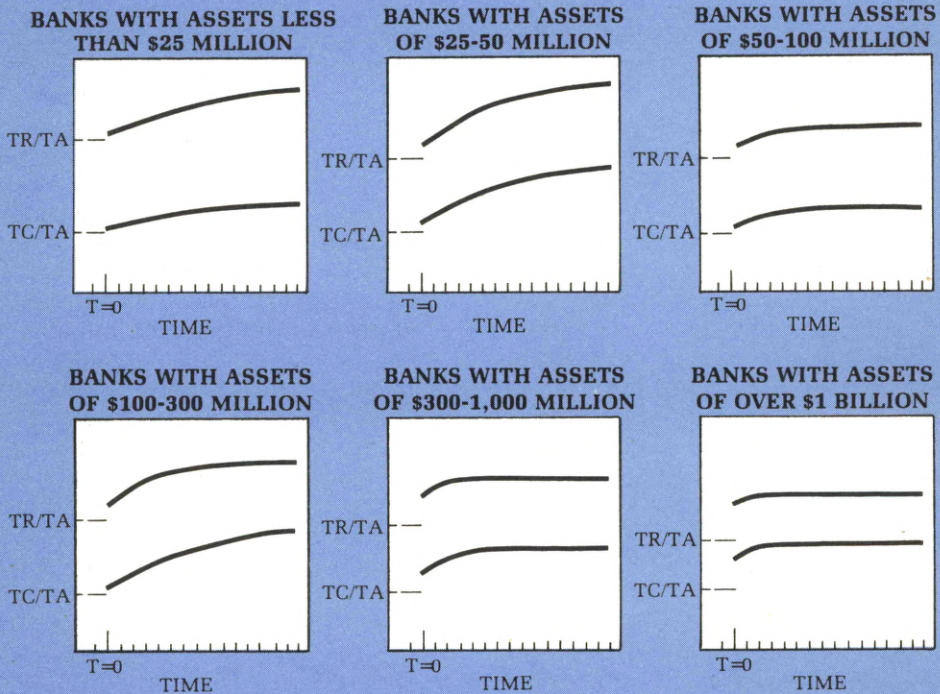 BANKS WITH ASSETS LESS
THAN $25 MILLION
TR/TA
TC/TA
T=0
TIME
BANKS WITH ASSETS
OF $25-50 MILLION
TR/TA
TC/TA
T=0
TIME
BANKS WITH ASSETS
OF $50-100 MILLION
TR/TA
TC/TA
T=0
TIME
BANKS WITH ASSETS
OF $100-300 MILLION
TR/TA
TC/TA
T=0
TIME
BANKS WITH ASSETS
OF $300-1,000 MILLION
TR/TA
TC/TA
T=0
TIME
BANKS WITH ASSETS
OF OVER $1 BILLION
TR/TA
TC/TA
T=0
TIME